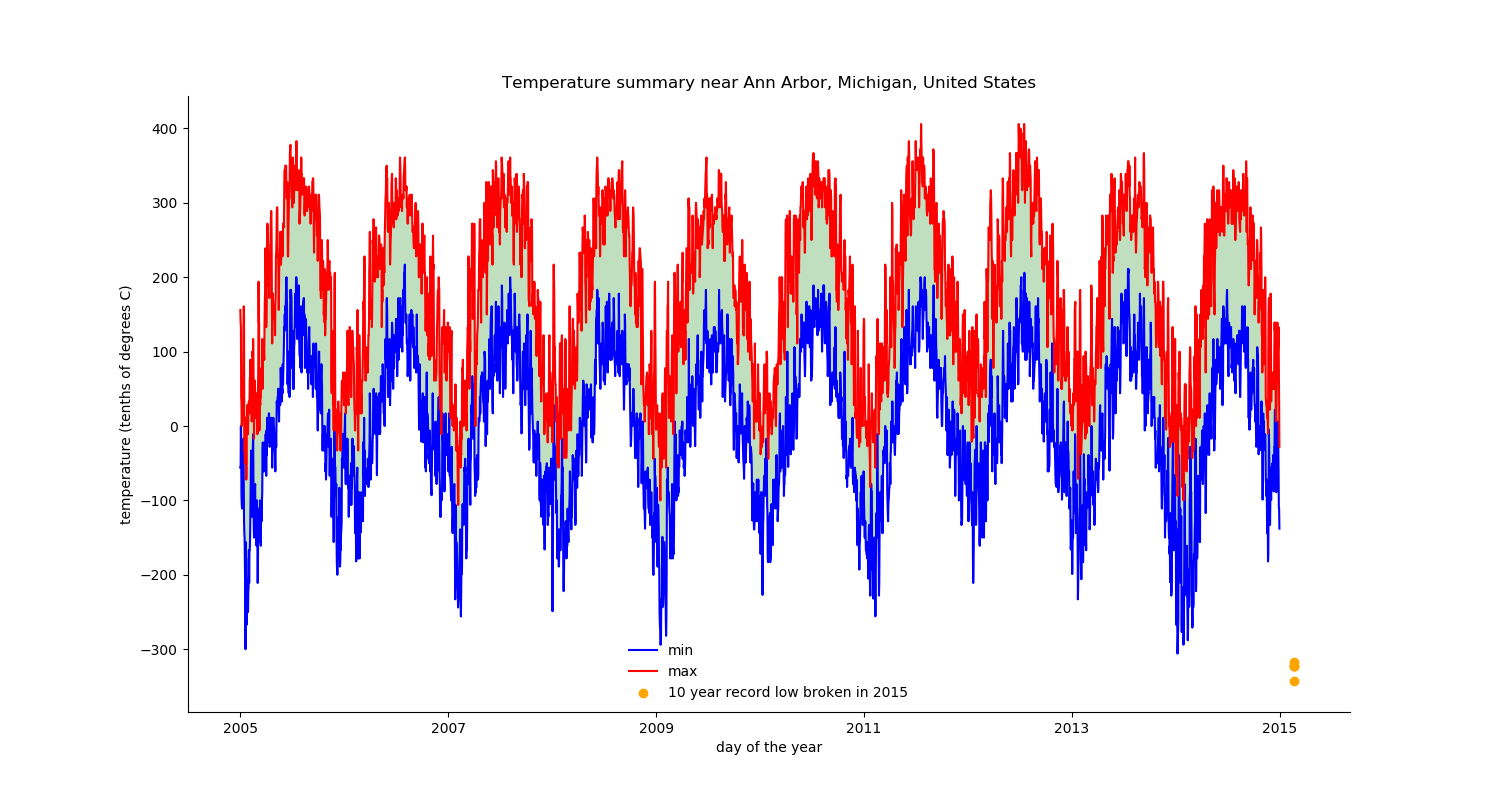 Temperature summary near Ann Arbor, Michigan, United States
temperature (tenths of degrees C)
400
300
200
100
0
−100
−200
−300
min
max
10 year record low broken in 2015
2005
2007
2009
2011
2013
2015
day of the year